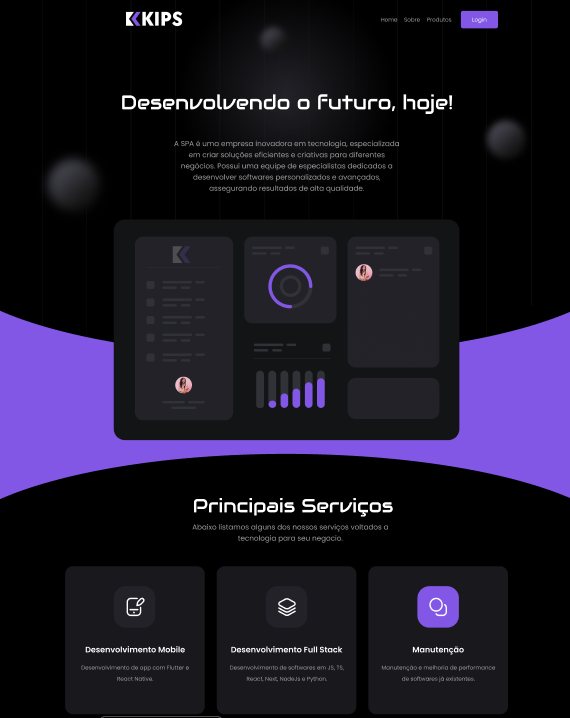 KIPS
Home Sobre Produtos Login
Desenvolvendo o futuro, hoje!
A SPA é uma empresa inovadora em tecnologia, especializada
em criar soluções eficientes e criativas para diferentes
negócios. Possui uma equipe de especialistas dedicados a
desenvolver softwares personalizados e avançados,
assegurando resultados de alta qualidade.
Principais Serviços
Abaixo listamos alguns dos nossos serviços voltados a
tecnologia para seu negocio.
Desenvolvimento Mobile
Desenvolvimento de app com Flutter e
React Native.
Desenvolvimento Full Stack
Desenvolvimento de softwares em JS, TS,
React, Next, NodeJs e Python.
Manutenção
Manutenção e melhoria de performance
de softwares já existentes.